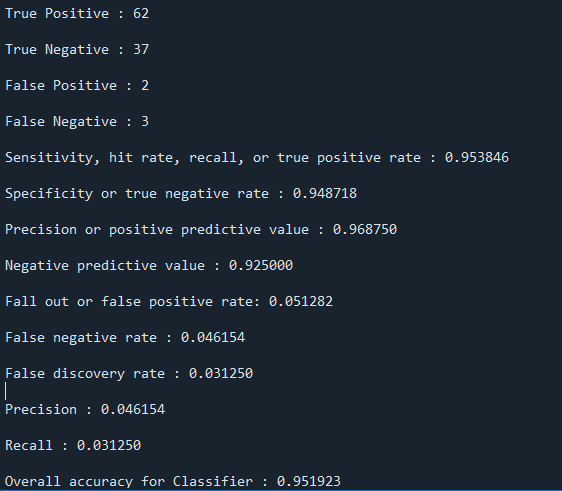 True Positive : 62
True Negative : 37
False Positive : 2
False Negative : 3
Sensitivity, hit rate, recall, or true positive rate : 0.953846
Specificity or true negative rate : 0.948718
Precision or positive predictive value : 0.968750
Negative predictive value : 0.925000
Fall out or false positive rate: 0.051282
False negative rate : 0.046154
False discovery rate : 0.031250
Precision : 0.046154
Recall : 0.031250
Overall accuracy for Classifier : 0.951923